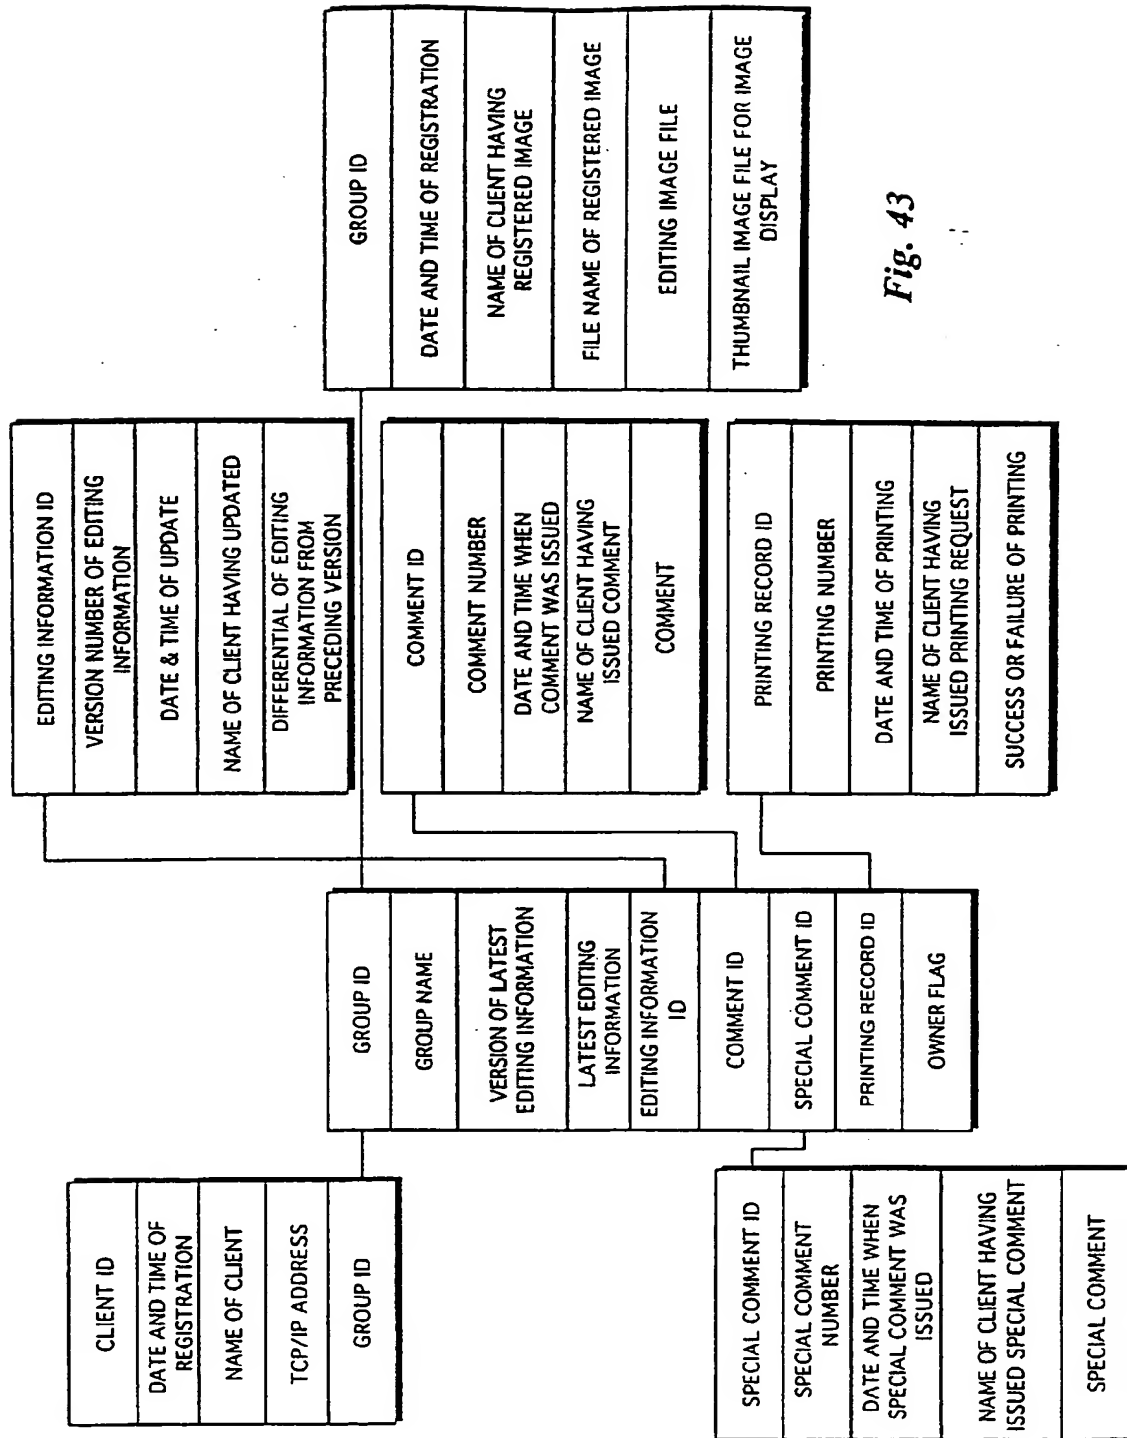 CLIENT ID
DATE AND TIME OF
REGISTRATION
NAME OF CLIENT
TCP/IP ADDRESS
GROUP ID
SPECIAL COMMENT ID
SPECIAL COMMENT
NUMBER
DATE AND TIME WHEN
SPECIAL COMMENT WAS
ISSUED
NAME OF CLIENT HAVING
ISSUED SPECIAL COMMENT
SPECIAL COMMENT
GROUP ID
GROUP NAME
VERSION OF LATEST
EDITING INFORMATION
LATEST EDITING
INFORMATION
EDITING INFORMATION
ID
COMMENT ID
SPECIAL COMMENT ID
PRINTING RECORD ID
OWNER FLAG
EDITING INFORMATION ID
VERSION NUMBER OF EDITING
INFORMATION
DATE & TIME OF UPDATE
NAME OF CLIENT HAVING UPDATED
DIFFERENTIAL OF EDITING
INFORMATION FROM
PRECEDING VERSION
COMMENT ID
COMMENT NUMBER
DATE AND TIME WHEN
COMMENT WAS ISSUED
NAME OF CLIENT HAVING
ISSUED COMMENT
COMMENT
PRINTING RECORD ID
PRINTING NUMBER
DATE AND TIME OF PRINTING
NAME OF CLIENT HAVING
ISSUED PRINTING REQUEST
SUCCESS OR FAILURE OF PRINTING
GROUP ID
DATE AND TIME OF REGISTRATION
NAME OF CLIENT HAVING
REGISTERED IMAGE
FILE NAME OF REGISTERED IMAGE
EDITING IMAGE FILE
THUMBNAIL IMAGE FILE FOR IMAGE
DISPLAY
Fig. 43